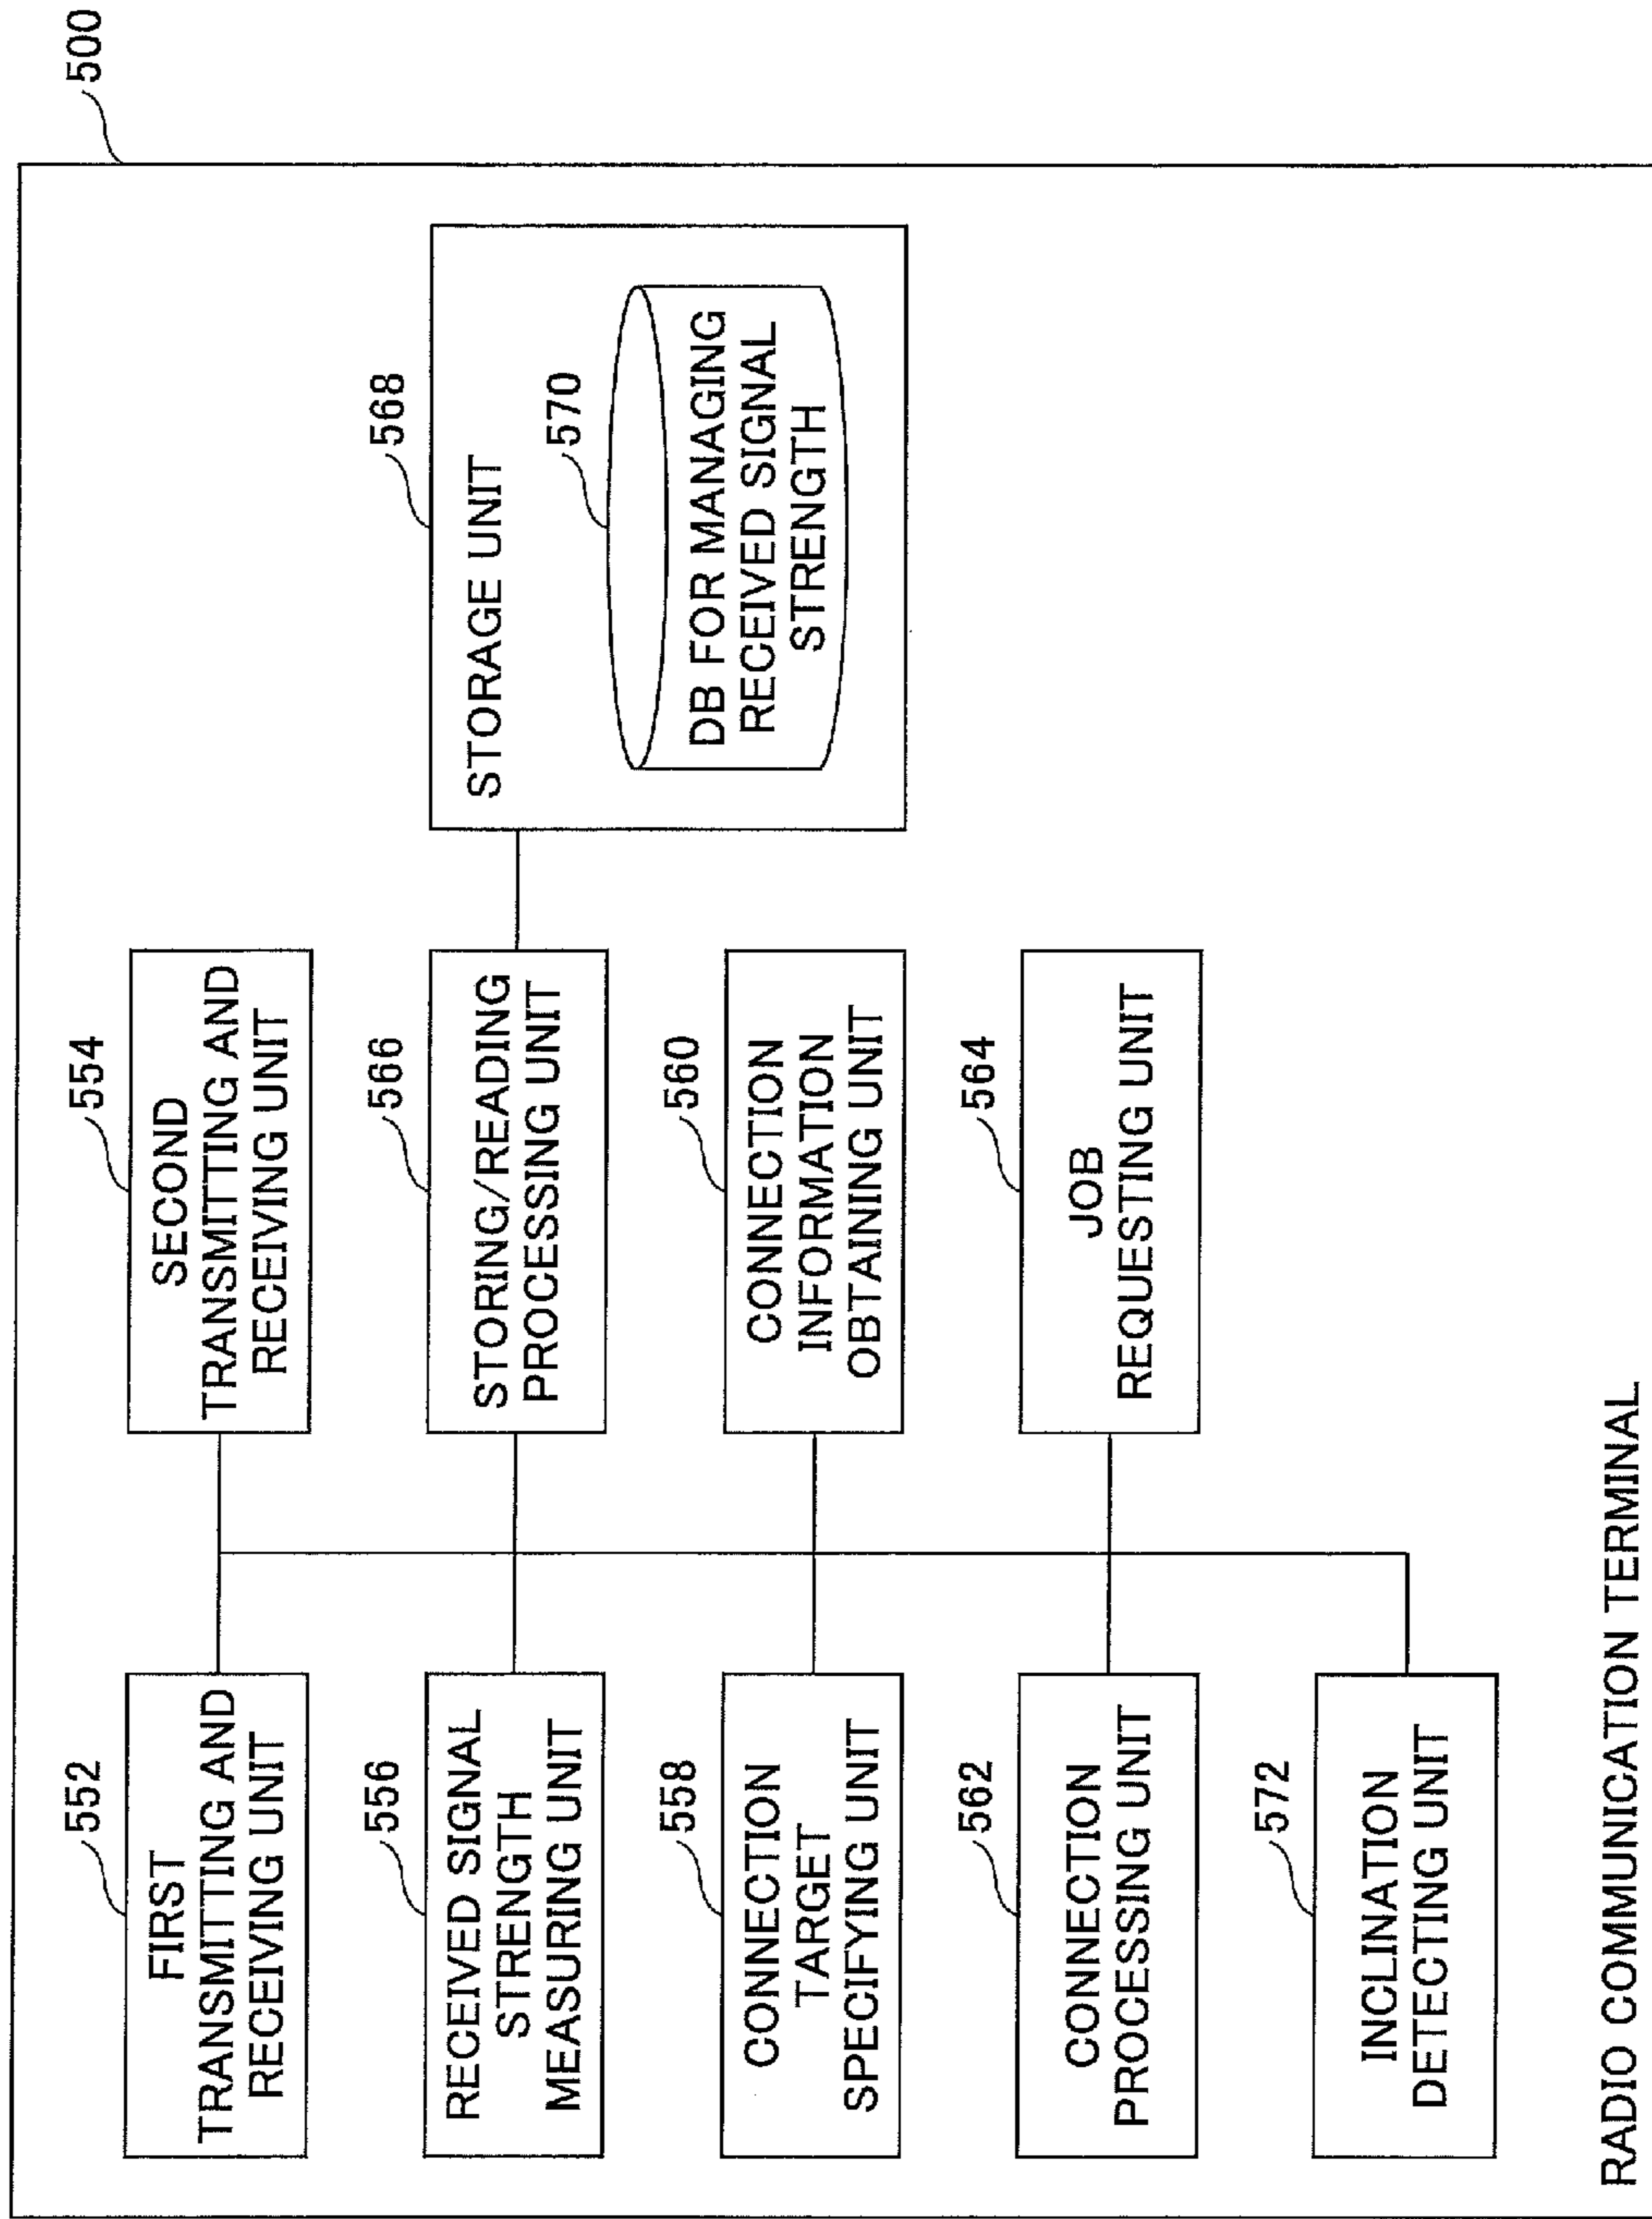 500
552
FIRST
TRANSMITTING AND
RECEIVING UNIT
554
SECOND
TRANSMITTING AND
RECEIVING UNIT
556
RECEIVED SIGNAL
STRENGTH
MEASURING UNIT
566
STORING/READING
PROCESSING UNIT
568
STORAGE UNIT
570
DB FOR MANAGING
RECEIVED SIGNAL
STRENGTH
558
CONNECTION
TARGET
SPECIFYING UNIT
560
CONNECTION
INFORMATION
OBTAINING UNIT
562
CONNECTION
PROCESSING UNIT
564
JOB
REQUESTING UNIT
572
INCLINATION
DETECTING UNIT
RADIO COMMUNICATION TERMINAL